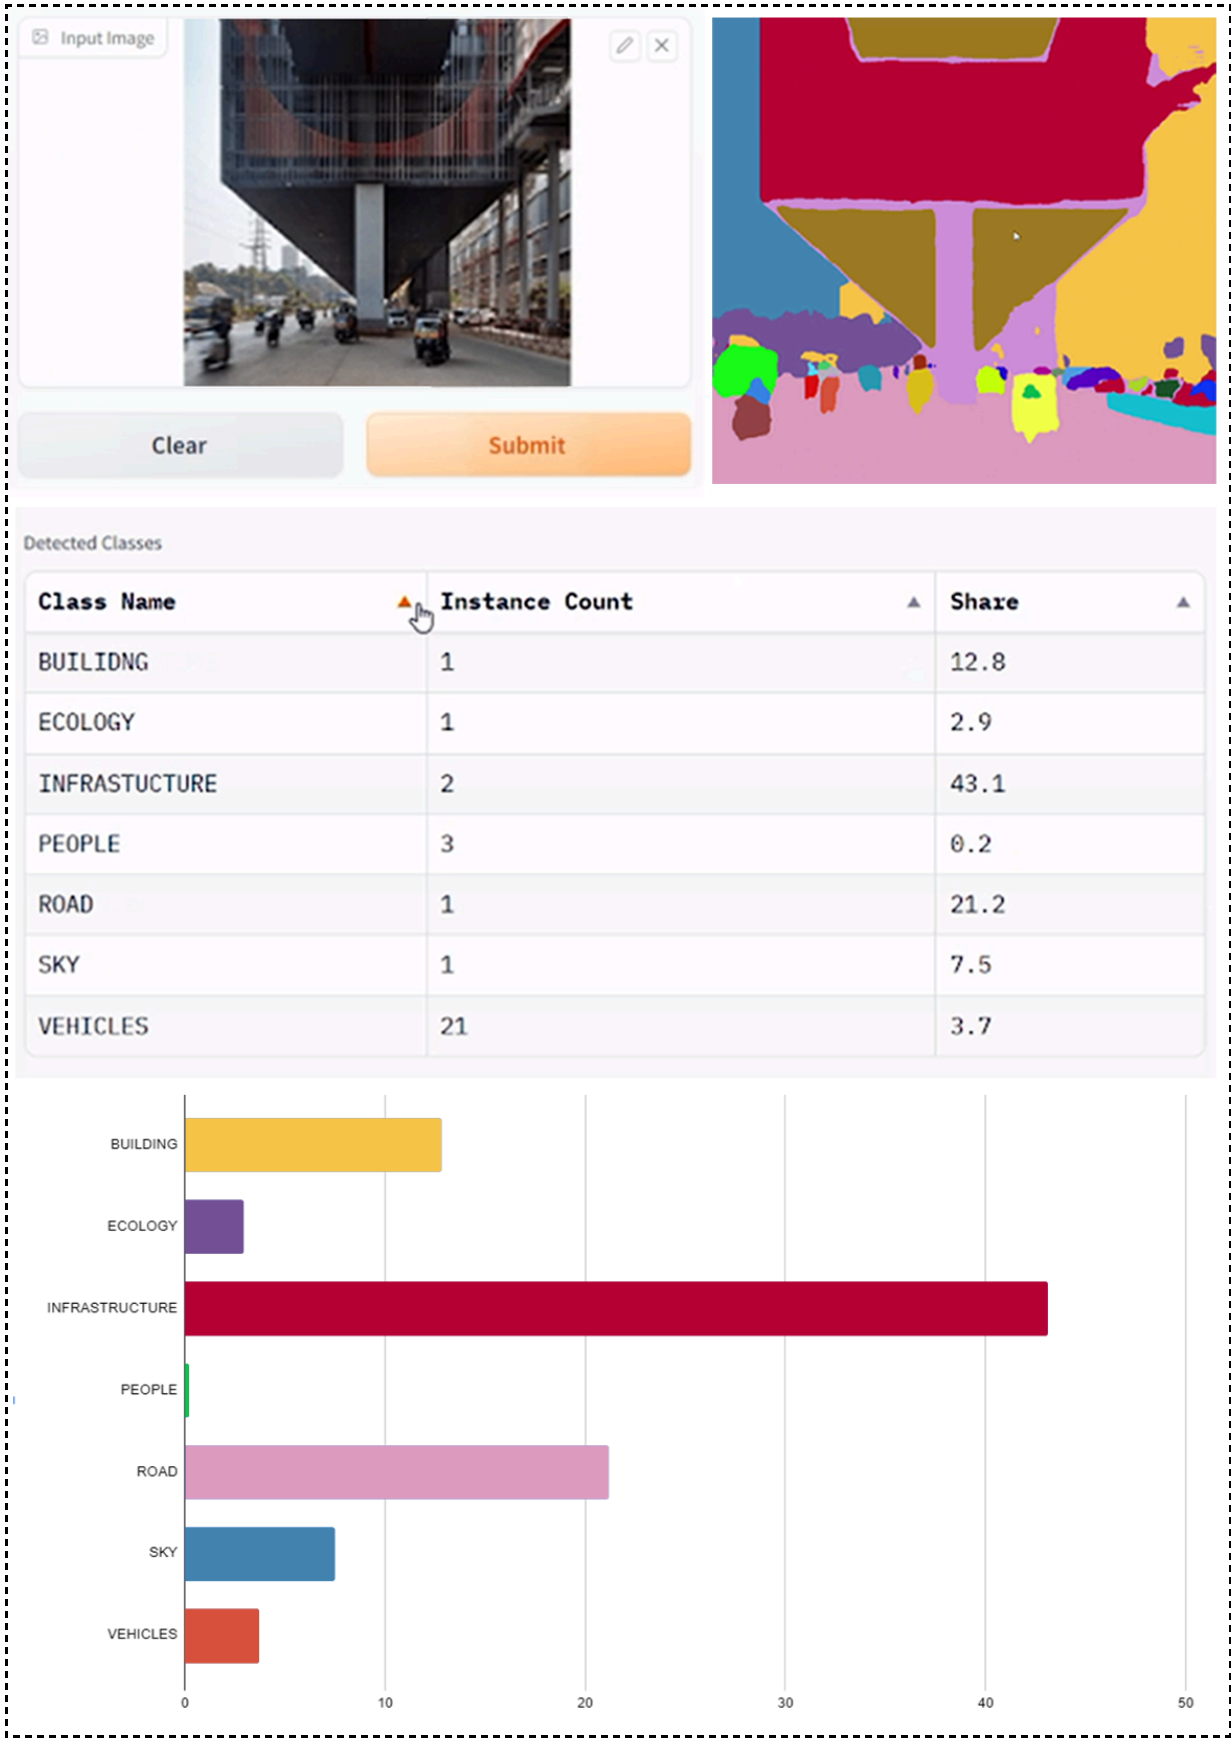 Input Image
Clear
Submit
Detected Classes
Class Name Instance Count Share
BUILIDNG 1 12.8
ECOLOGY 1 2.9
INFRASTUCTURE 2 43.1
PEOPLE 3 0.2
ROAD 1 21.2
SKY 1 7.5
VEHICLES 21 3.7
BUILDING
ECOLOGY
INFRASTRUCTURE
PEOPLE
ROAD
SKY
VEHICLES
0 10 20 30 40 50